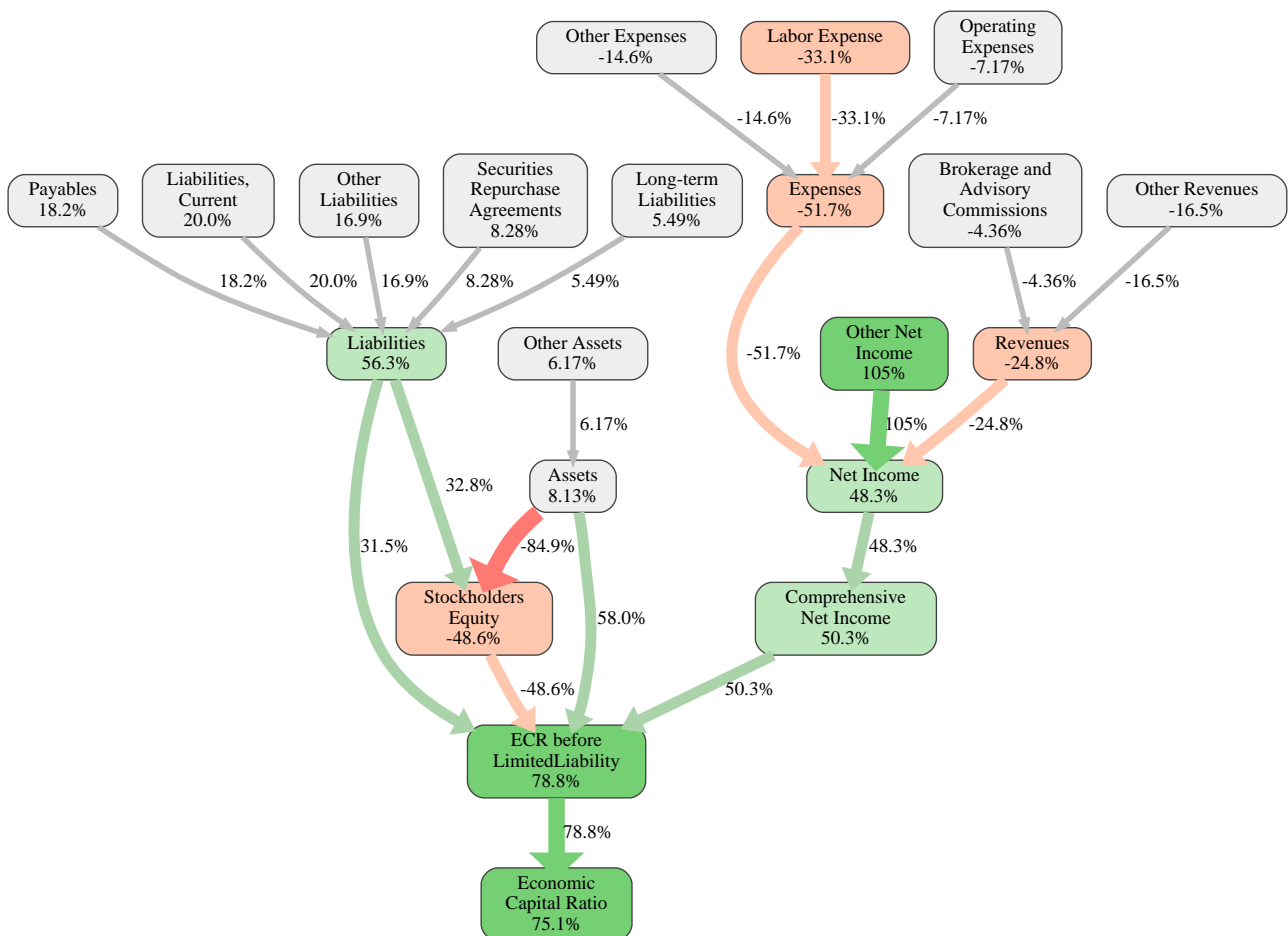 Other Expenses
-14.6%
Labor Expense
-33.1%
Operating
Expenses
-7.17%
-14.6%
-33.1%
-7.17%
Payables
18.2%
Liabilities,
Current
20.0%
Other
Liabilities
16.9%
Securities
Repurchase
Agreements
8.28%
Long-term
Liabilities
5.49%
Expenses
-51.7%
Brokerage and
Advisory
Commissions
-4.36%
Other Revenues
-16.5%
18.2%
20.0%
16.9%
8.28%
5.49%
-4.36%
-16.5%
Liabilities
56.3%
Other Assets
6.17%
-51.7%
Other Net
Income
105%
Revenues
-24.8%
6.17%
105%
-24.8%
32.8%
Assets
8.13%
Net Income
48.3%
31.5%
-84.9%
48.3%
Stockholders
Equity
-48.6%
58.0%
Comprehensive
Net Income
50.3%
-48.6%
50.3%
ECR before
LimitedLiability
78.8%
78.8%
Economic
Capital Ratio
75.1%